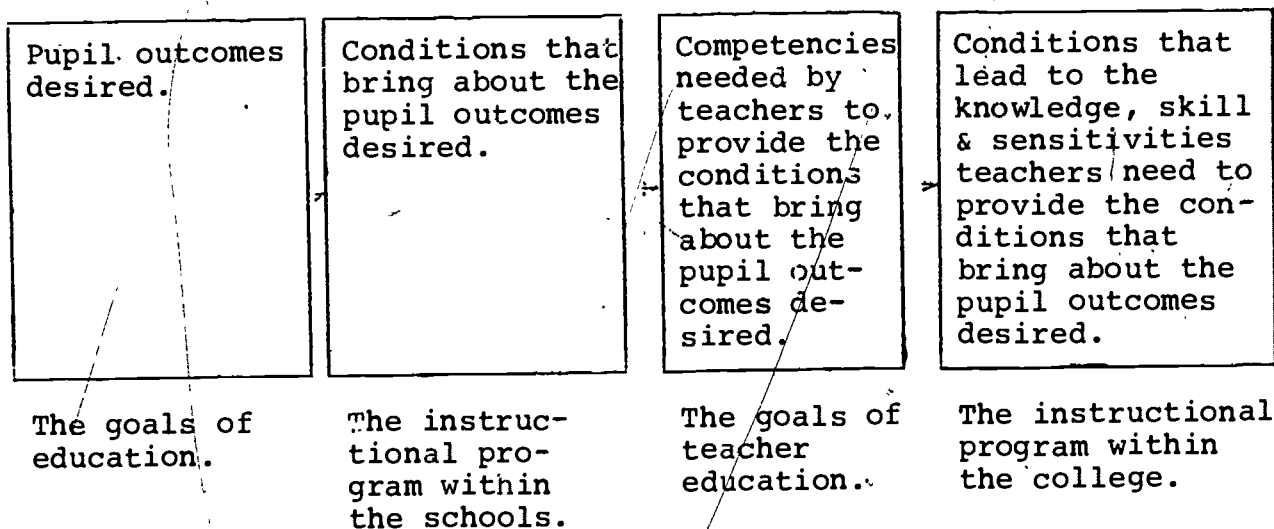 Pupil outcomes
desired.
Conditions that
bring about the
pupil outcomes
desired.
Competencies
needed by
teachers to
provide the
conditions
that bring
about the
pupil out-
comes de-
sired.
Conditions that
lead to the
knowledge, skill
& sensitivities
teachers need to
provide the con-
ditions that
bring about the
pupil outcomes
desired.
The goals of
education.
The instruc-
tional pro-
gram within
the schools.
The goals of
teacher
education.
The instructional
program within
the college.